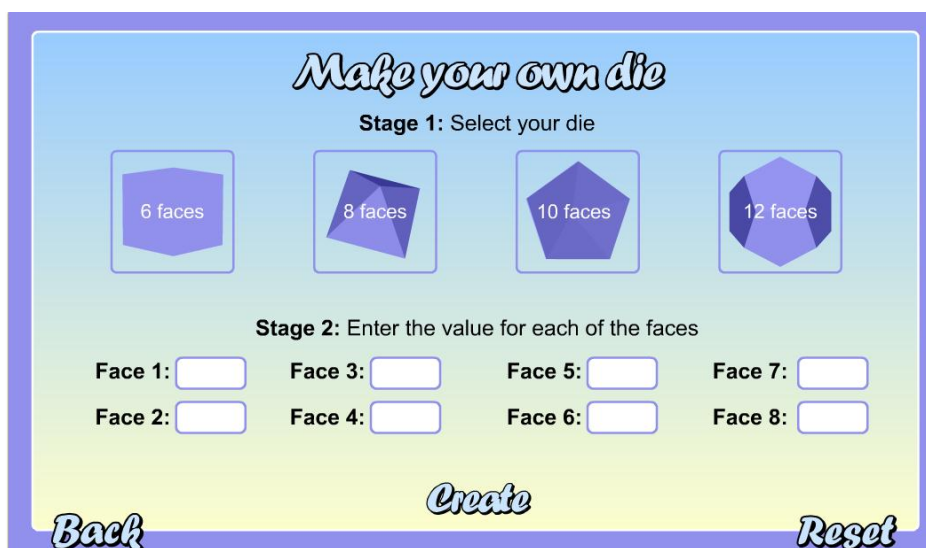 Make your own die
Stage 1: Select your die
6 faces
8 faces
10 faces
12 faces
Stage 2: Enter the value for each of the faces
Face 1: Face 3: Face 5: Face 7:
Face 2: Face 4: Face 6: Face 8:
Create
Back
Reset